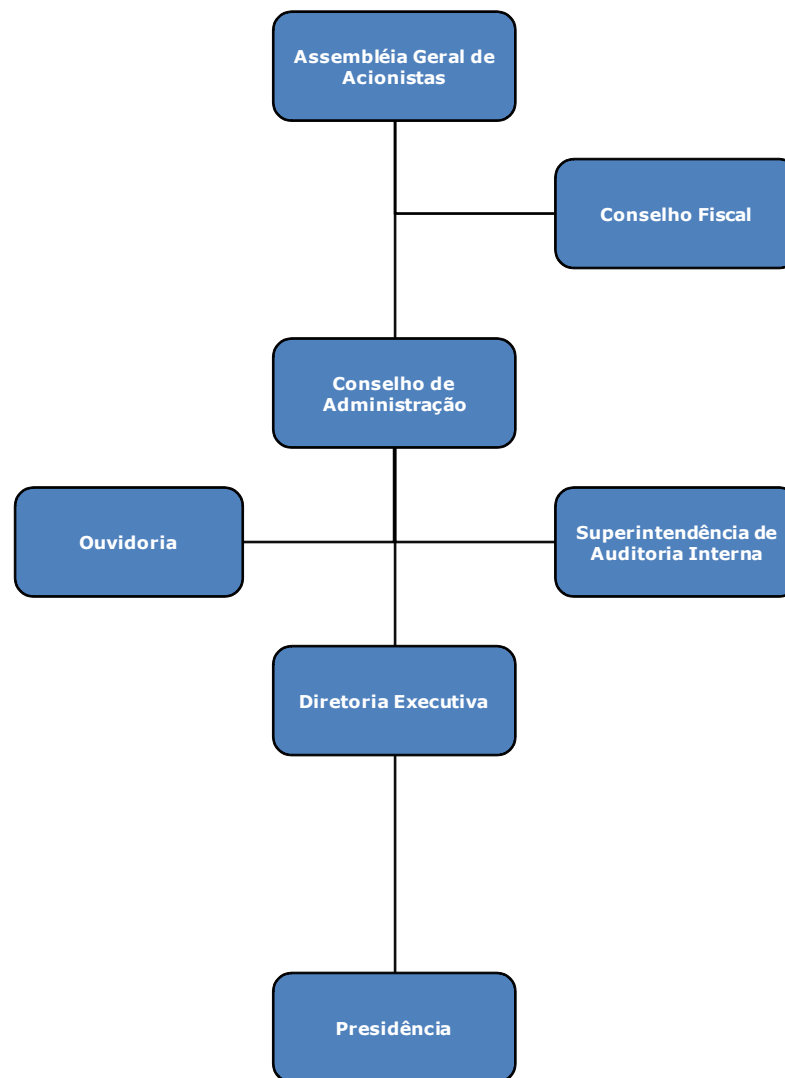 Assembléia Geral de
Acionistas
Conselho Fiscal
Conselho de
Administração
Ouvidoria
Superintendência de
Auditoria Interna
Diretoria Executiva
Presidência